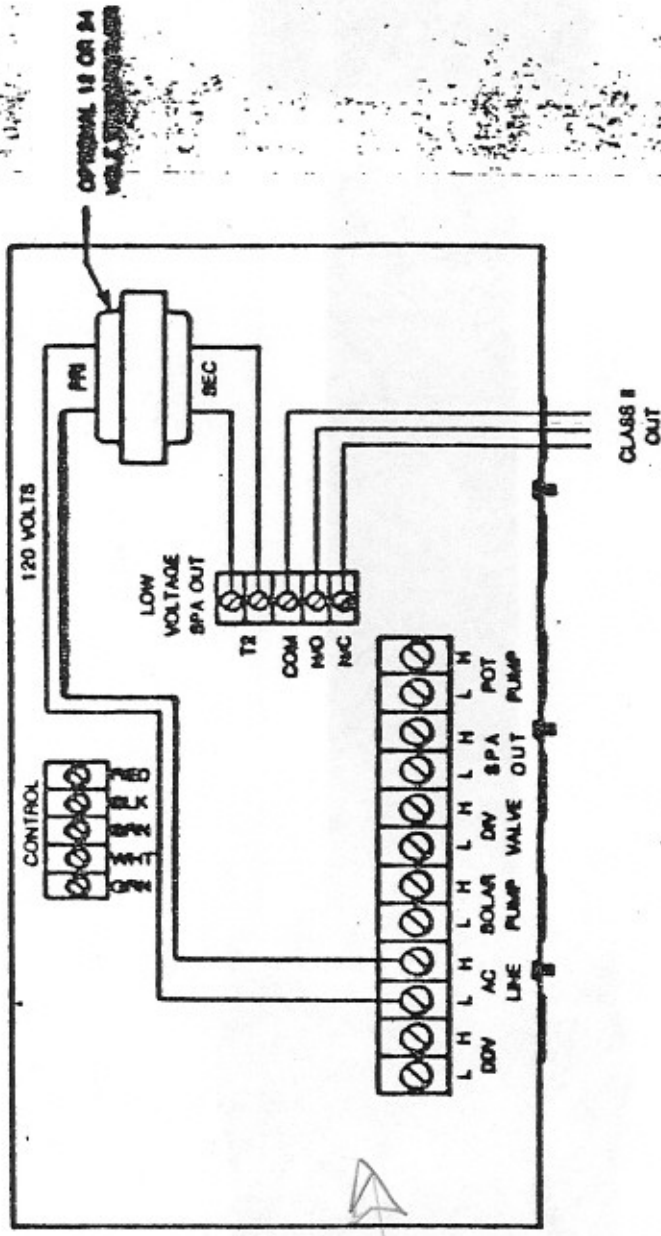 OPTIONAL 12 OR 24
120 VOLTS
PRI
SEC
CONTROL
RED
BLK
WHT
GRN
LOW
VOLTAGE
SPA OUT
T2
COM
N/O
N/C
L H L H L H L H L H L H
DDV AC SOLAR DIV SPA POT
LINE PUMP VALVE OUT PUMP
CLASS II
OUT